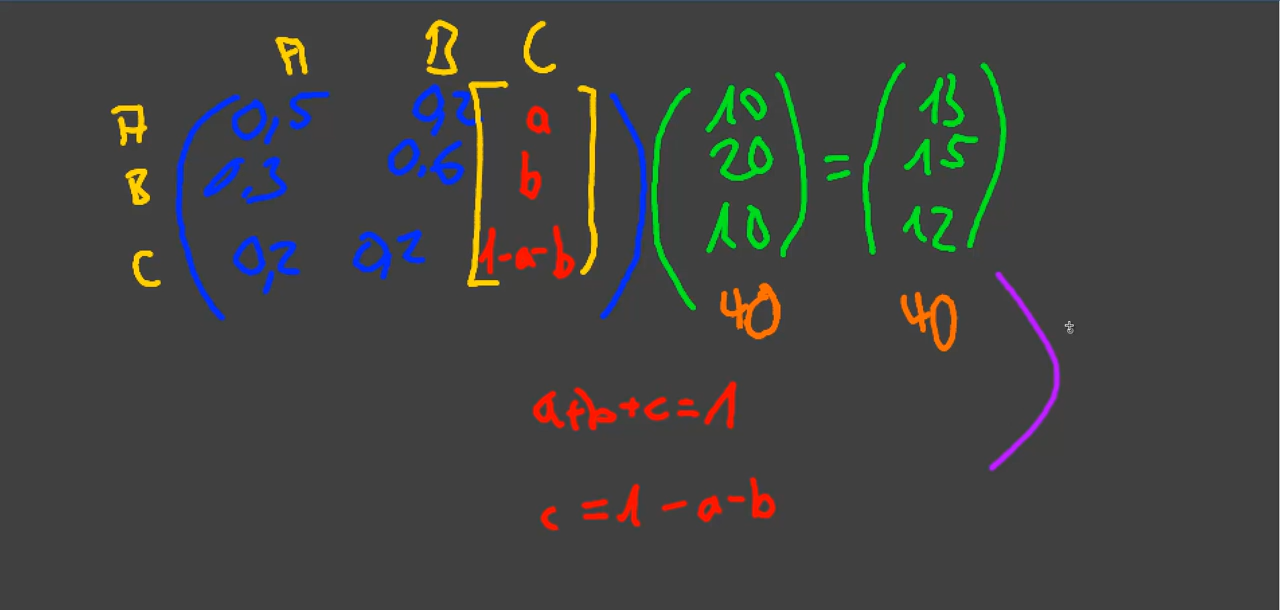 A B C
A 0,5 0,2 a 10 13
B 0,3 0,6 b 20 = 15
C 0,2 0,2 1-a-b 10 12
40 40
a+b+c=1
c=1-a-b